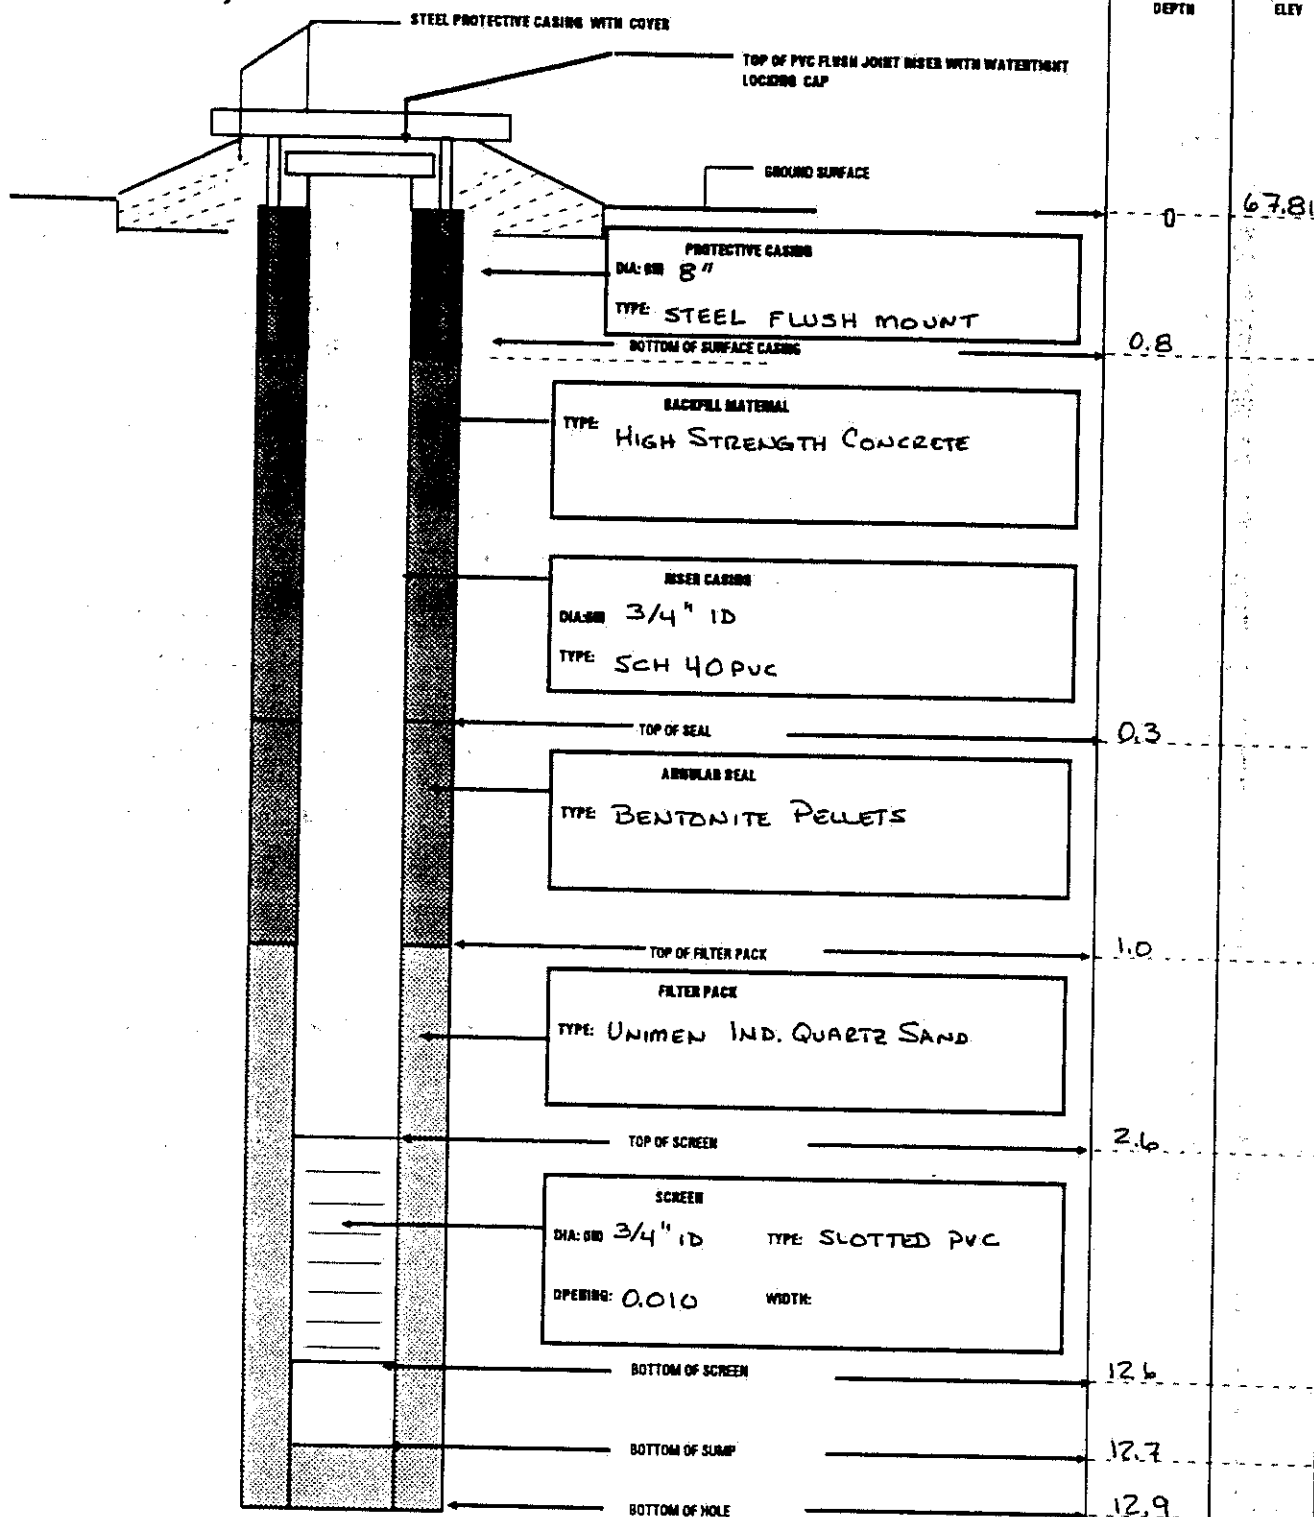 DEPTH ELEV
STEEL PROTECTIVE CASING WITH COVER
TOP OF PVC FLUSH JOINT RISER WITH WATERTIGHT
LOCKING CAP
GROUND SURFACE
0 67.81
PROTECTIVE CASING
DIA: 8"
TYPE: STEEL FLUSH MOUNT
BOTTOM OF SURFACE CASING 0.8
BACKFILL MATERIAL
TYPE:
HIGH STRENGTH CONCRETE
RISER CASING
DIA: 3/4" ID
TYPE: SCH 40 PVC
TOP OF SEAL 0.3
ANNULAR SEAL
TYPE: BENTONITE PELLETS
TOP OF FILTER PACK 1.0
FILTER PACK
TYPE: UNIMEN IND. QUARTZ SAND
TOP OF SCREEN 2.6
SCREEN
DIA: 3/4" ID TYPE: SLOTTED PVC
OPENING: 0.010 WIDTH:
BOTTOM OF SCREEN 12.6
BOTTOM OF SUMP 12.7
BOTTOM OF HOLE 12.9